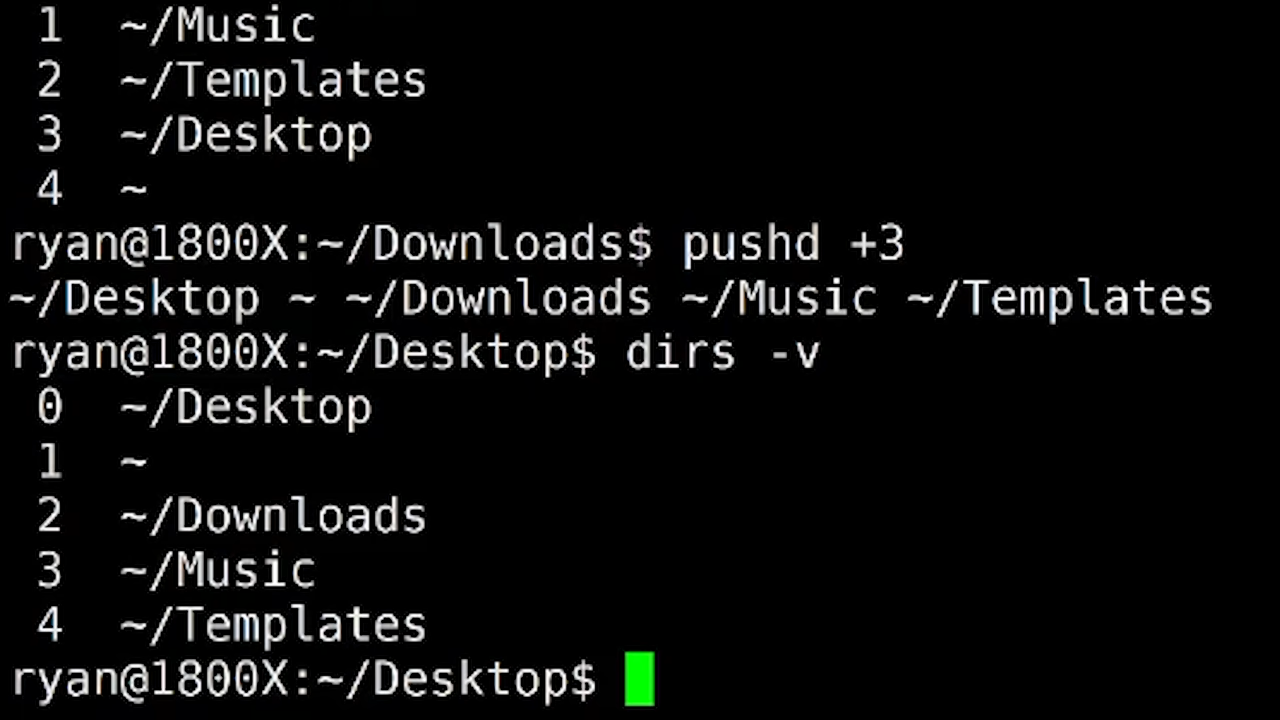 1 ~/Music
2 ~/Templates
3 ~/Desktop
4 ~
ryan@1800X:~/Downloads$ pushd +3
~/Desktop ~ ~/Downloads ~/Music ~/Templates
ryan@1800X:~/Desktop$ dirs -v
0 ~/Desktop
1 ~
2 ~/Downloads
3 ~/Music
4 ~/Templates
ryan@1800X:~/Desktop$